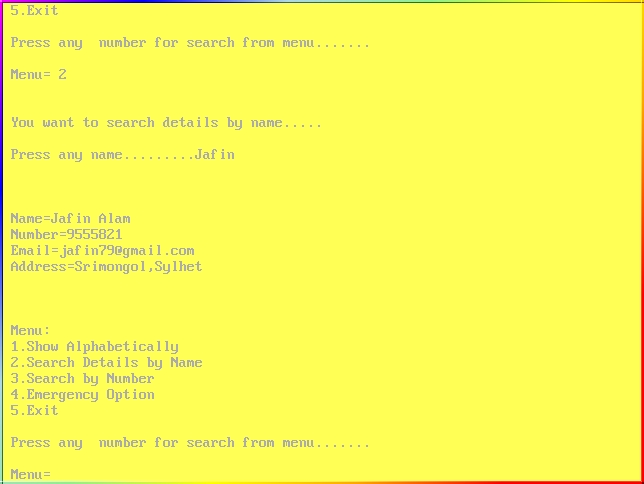 5.Exit
Press any  number for search from menu.......
Menu= 2
You want to search details by name.....
Press any name.........Jafin
Name=Jafin Alam
Number=9555821
Email=jafin79@gmail.com
Address=Srimongol,Sylhet
Menu:
1.Show Alphabetically
2.Search Details by Name
3.Search by Number
4.Emergency Option
5.Exit
Press any  number for search from menu.......
Menu=